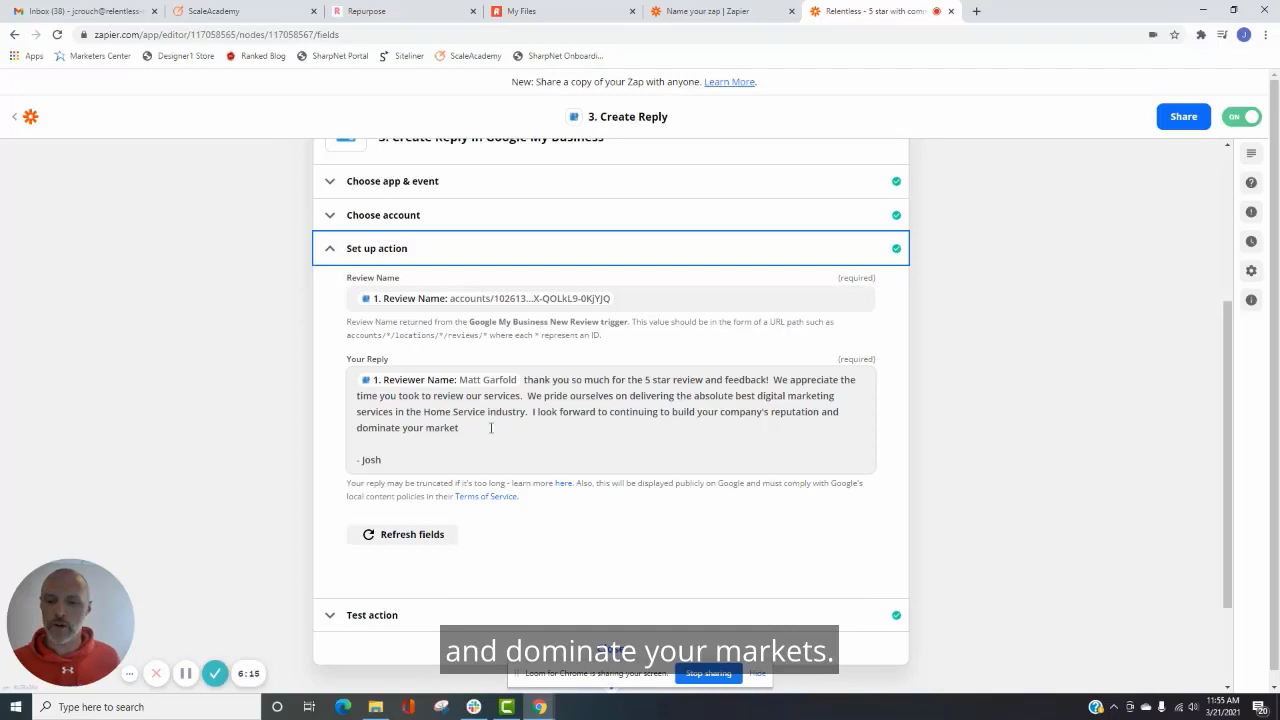 Inbox (58) - jcrouch@relentless-
ScaleAcademy
Repurpose
My Files
Name your zap | Zapier
Relentless - 5 star with com
zapier.com/app/editor/117058565/nodes/117058567/fields
Apps
Marketers Center
Designer1 Store
Ranked Blog
SharpNet Portal
Siteliner
ScaleAcademy
SharpNet Onboardi...
New: Share a copy of your Zap with anyone. Learn More.
3. Create Reply
Share
ON
3. Create Reply in Google My Business
Choose app & event
Choose account
Set up action
Review Name
(required)
1. Review Name: accounts/102613...X-QOLkL9-0KjYJQ
Review Name returned from the Google My Business New Review trigger. This value should be in the form of a URL path such as
accounts/*/locations/*/reviews/* where each * represent an ID.
Your Reply
(required)
1. Reviewer Name: Matt Garfold thank you so much for the 5 star review and feedback! We appreciate the
time you took to review our services. We pride ourselves on delivering the absolute best digital marketing
services in the Home Service industry. I look forward to continuing to build your company's reputation and
dominate your market
- Josh
Your reply may be truncated if it's too long - learn more here. Also, this will be displayed publicly on Google and must comply with Google's
local content policies in their Terms of Service.
Refresh fields
Test action
and dominate your markets.
Loom for Chrome is sharing your screen.
Stop sharing
Hide
6:15
Type here to search
11:55 AM
3/21/2021
20